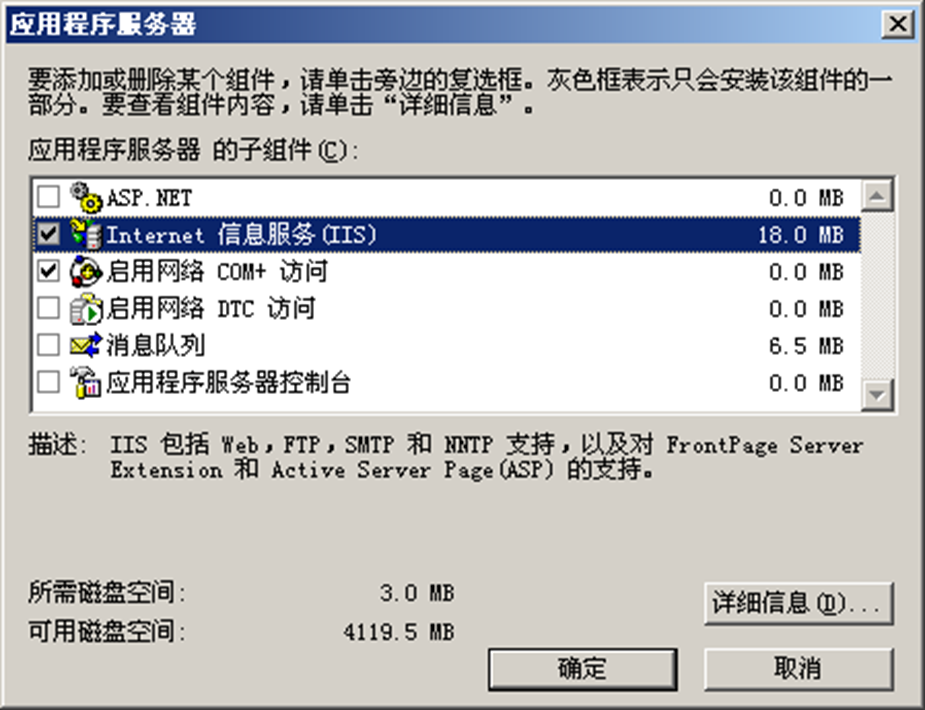 应用程序服务器
要添加或删除某个组件，请单击旁边的复选框。灰色框表示只会安装该组件的一
部分。要查看组件内容，请单击“详细信息”。
应用程序服务器 的子组件(C):
ASP.NET 0.0 MB
Internet 信息服务(IIS) 18.0 MB
启用网络 COM+ 访问 0.0 MB
启用网络 DTC 访问 0.0 MB
消息队列 6.5 MB
应用程序服务器控制台 0.0 MB
描述: IIS 包括 Web，FTP，SMTP 和 NNTP 支持，以及对 FrontPage Server
Extension 和 Active Server Page(ASP) 的支持。
所需磁盘空间: 3.0 MB
详细信息(D)...
可用磁盘空间: 4119.5 MB
确定 取消